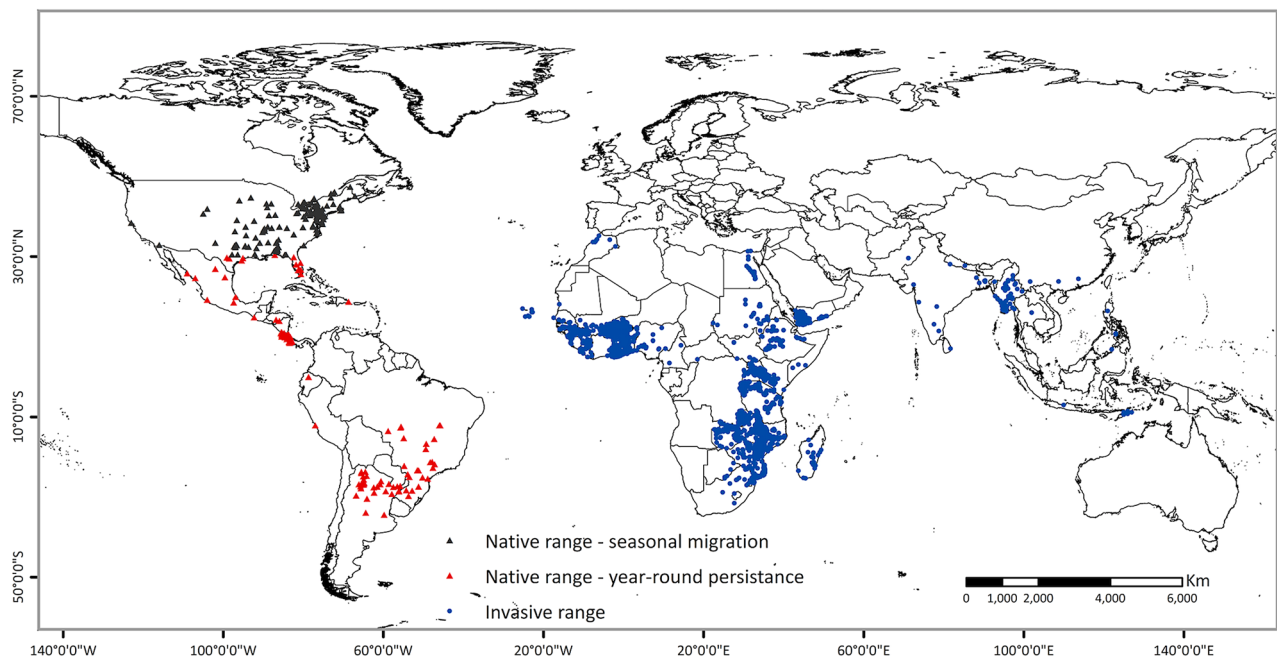 70°0'0"N
30°0'0"N
10°0'0"S
50°0'0"S
Native range - seasonal migration
Native range - year-round persistance
Invasive range
Km
0 1,000 2,000 4,000 6,000
140°0'0"W 100°0'0"W 60°0'0"W 20°0'0"W 20°0'0"E 60°0'0"E 100°0'0"E 140°0'0"E